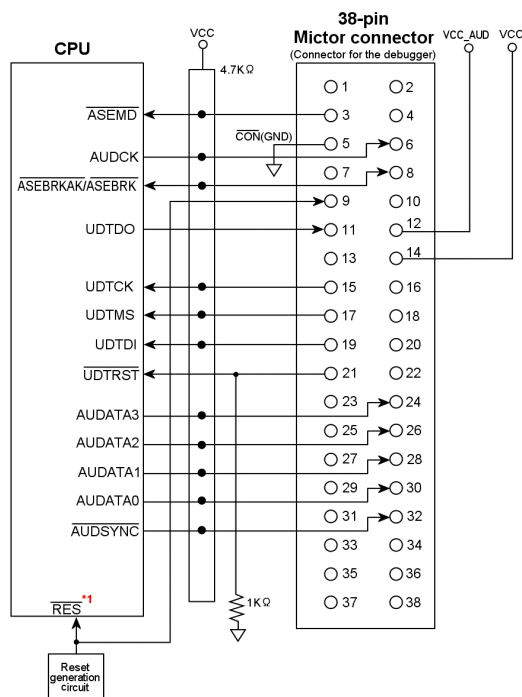 38-pin
Mictor connector
(Connector for the debugger)
CPU
VCC
VCC_AUD
VCC
4.7KΩ
1
2
ASEMD
3
4
CON(GND)
5
6
AUDCK
7
8
ASEBRKAK/ASEBRK
9
10
UDTDO
11
12
13
14
UDTCK
15
16
UDTMS
17
18
UDTDI
19
20
UDTRST
21
22
23
24
AUDATA3
25
26
AUDATA2
27
28
AUDATA1
29
30
AUDATA0
31
32
AUDSYNC
33
34
35
36
RES*1
1KΩ
37
38
Reset
generation
circuit